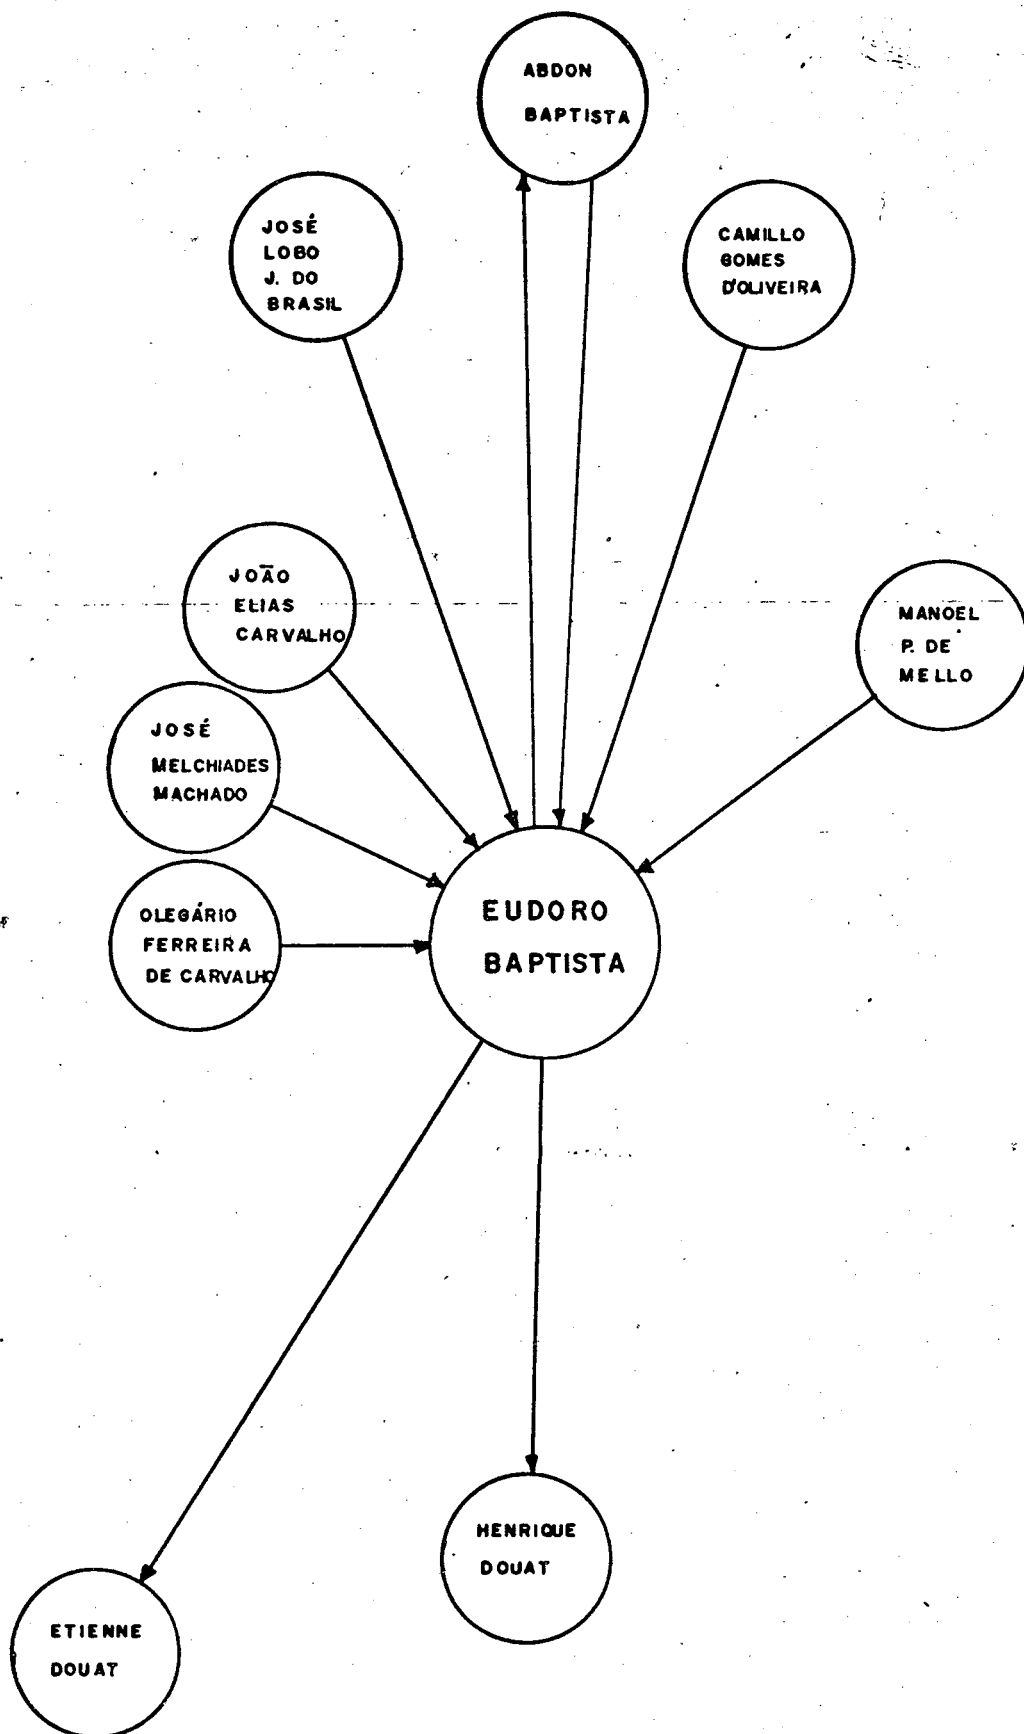 ABDON
BAPTISTA
JOSÉ
LOBO
J. DO
BRASIL
CAMILLO
GOMES
D'OLIVEIRA
JOÃO
ELIAS
CARVALHO
MANOEL
P. DE
MELLO
JOSÉ
MELCHIADES
MACHADO
OLEGÁRIO
FERREIRA
DE CARVALHO
EUDORO
BAPTISTA
HENRIQUE
DOUAT
ETIENNE
DOUAT